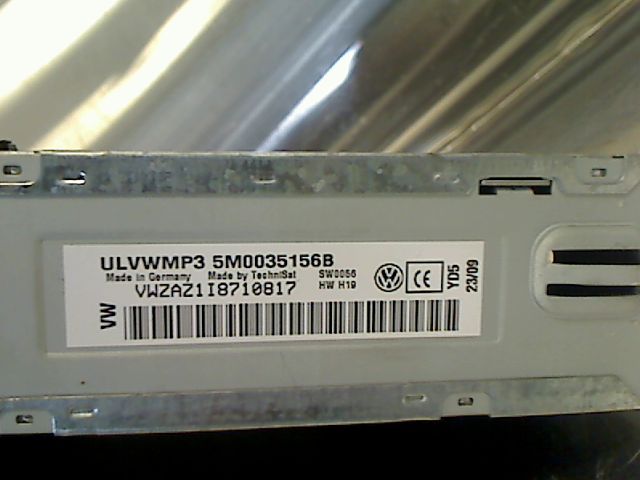 ULVWMP3 5M0035156B
Made in Germany Made by TechniSat SW0056
VWZAZ1I8710817 HW H19
VW
CE
YD5
23/09